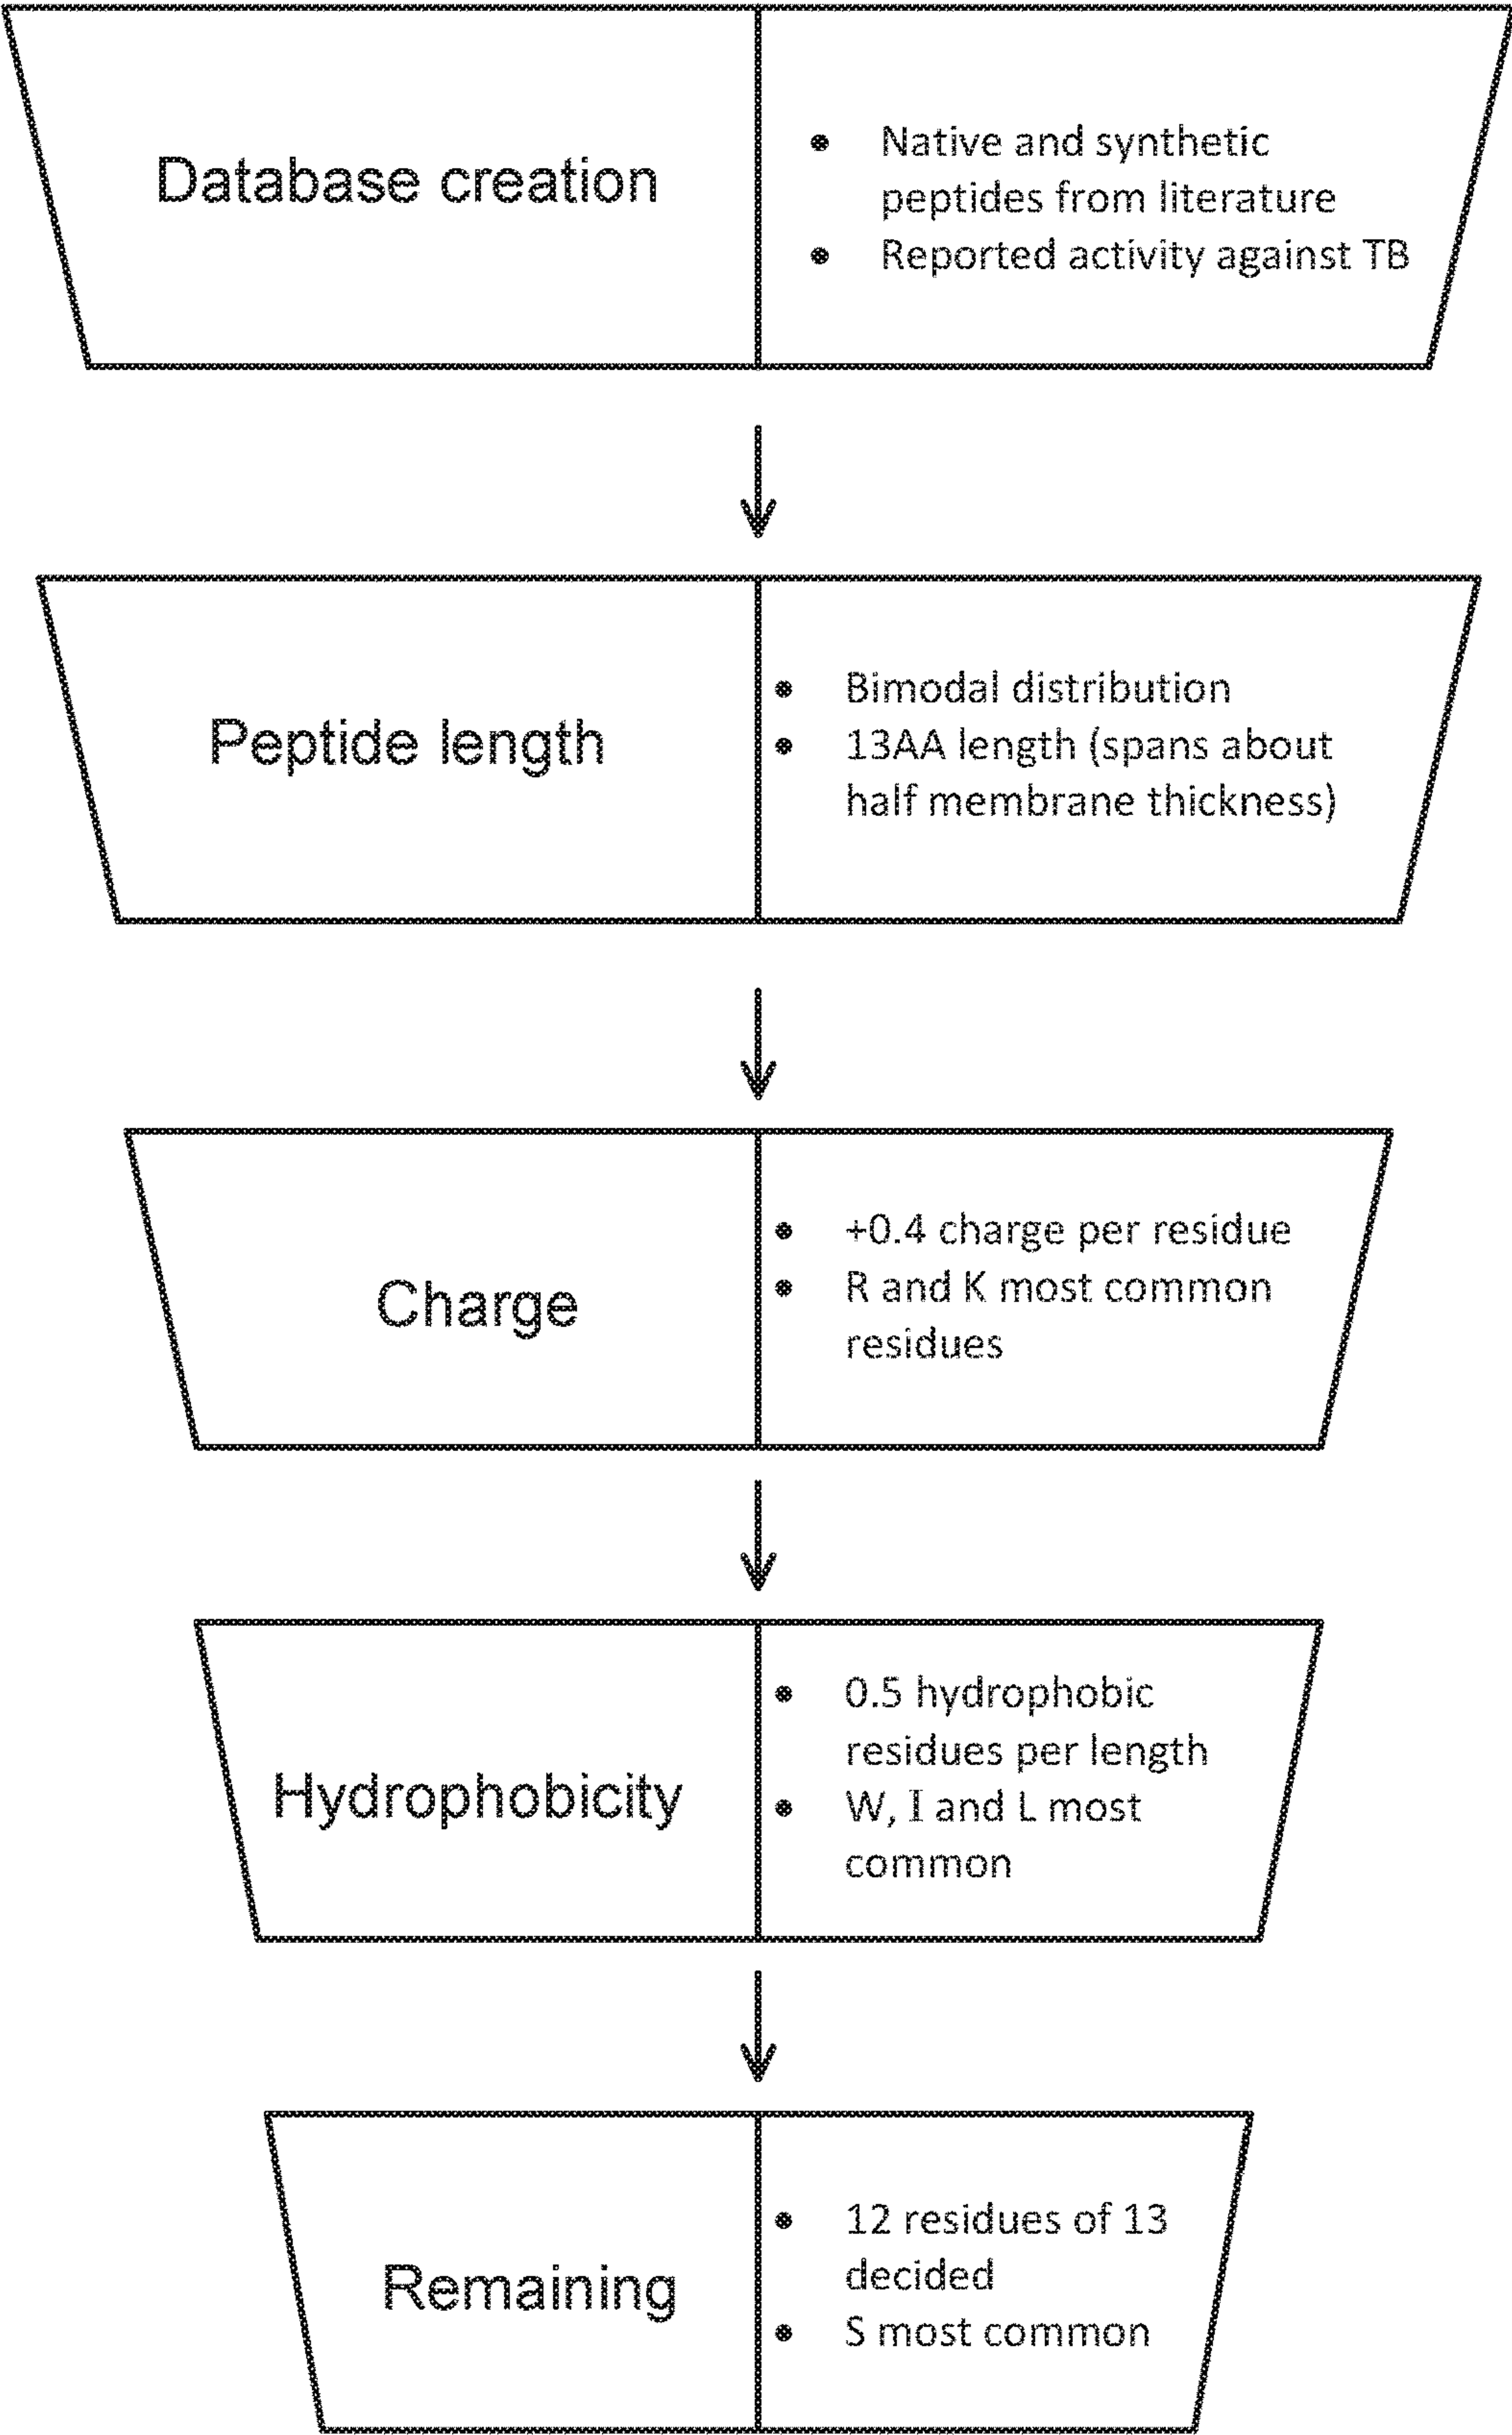 Database creation
• Native and synthetic
peptides from literature
• Reported activity against TB
Peptide length
• Bimodal distribution
• 13AA length (spans about
half membrane thickness)
Charge
• +0.4 charge per residue
• R and K most common
residues
Hydrophobicity
• 0.5 hydrophobic
residues per length
• W, I and L most
common
Remaining
• 12 residues of 13
decided
• S most common